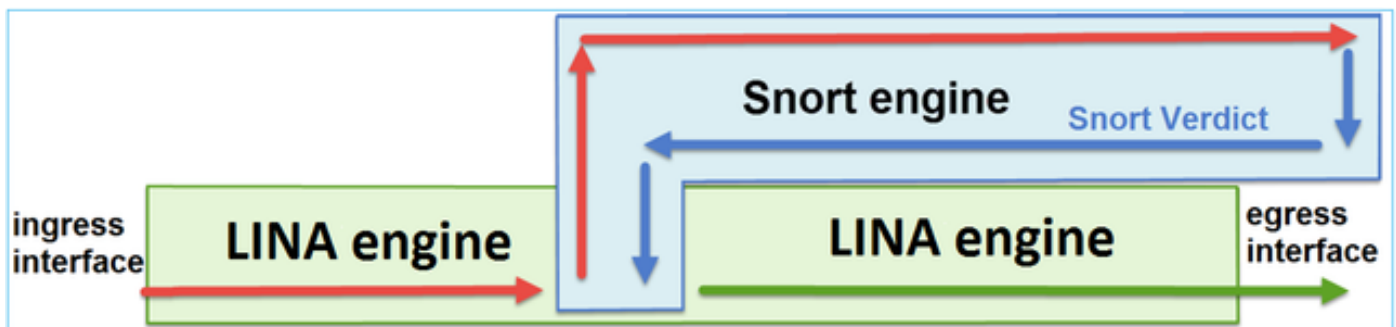 Snort engine
Snort Verdict
ingress
interface
LINA engine
LINA engine
egress
interface